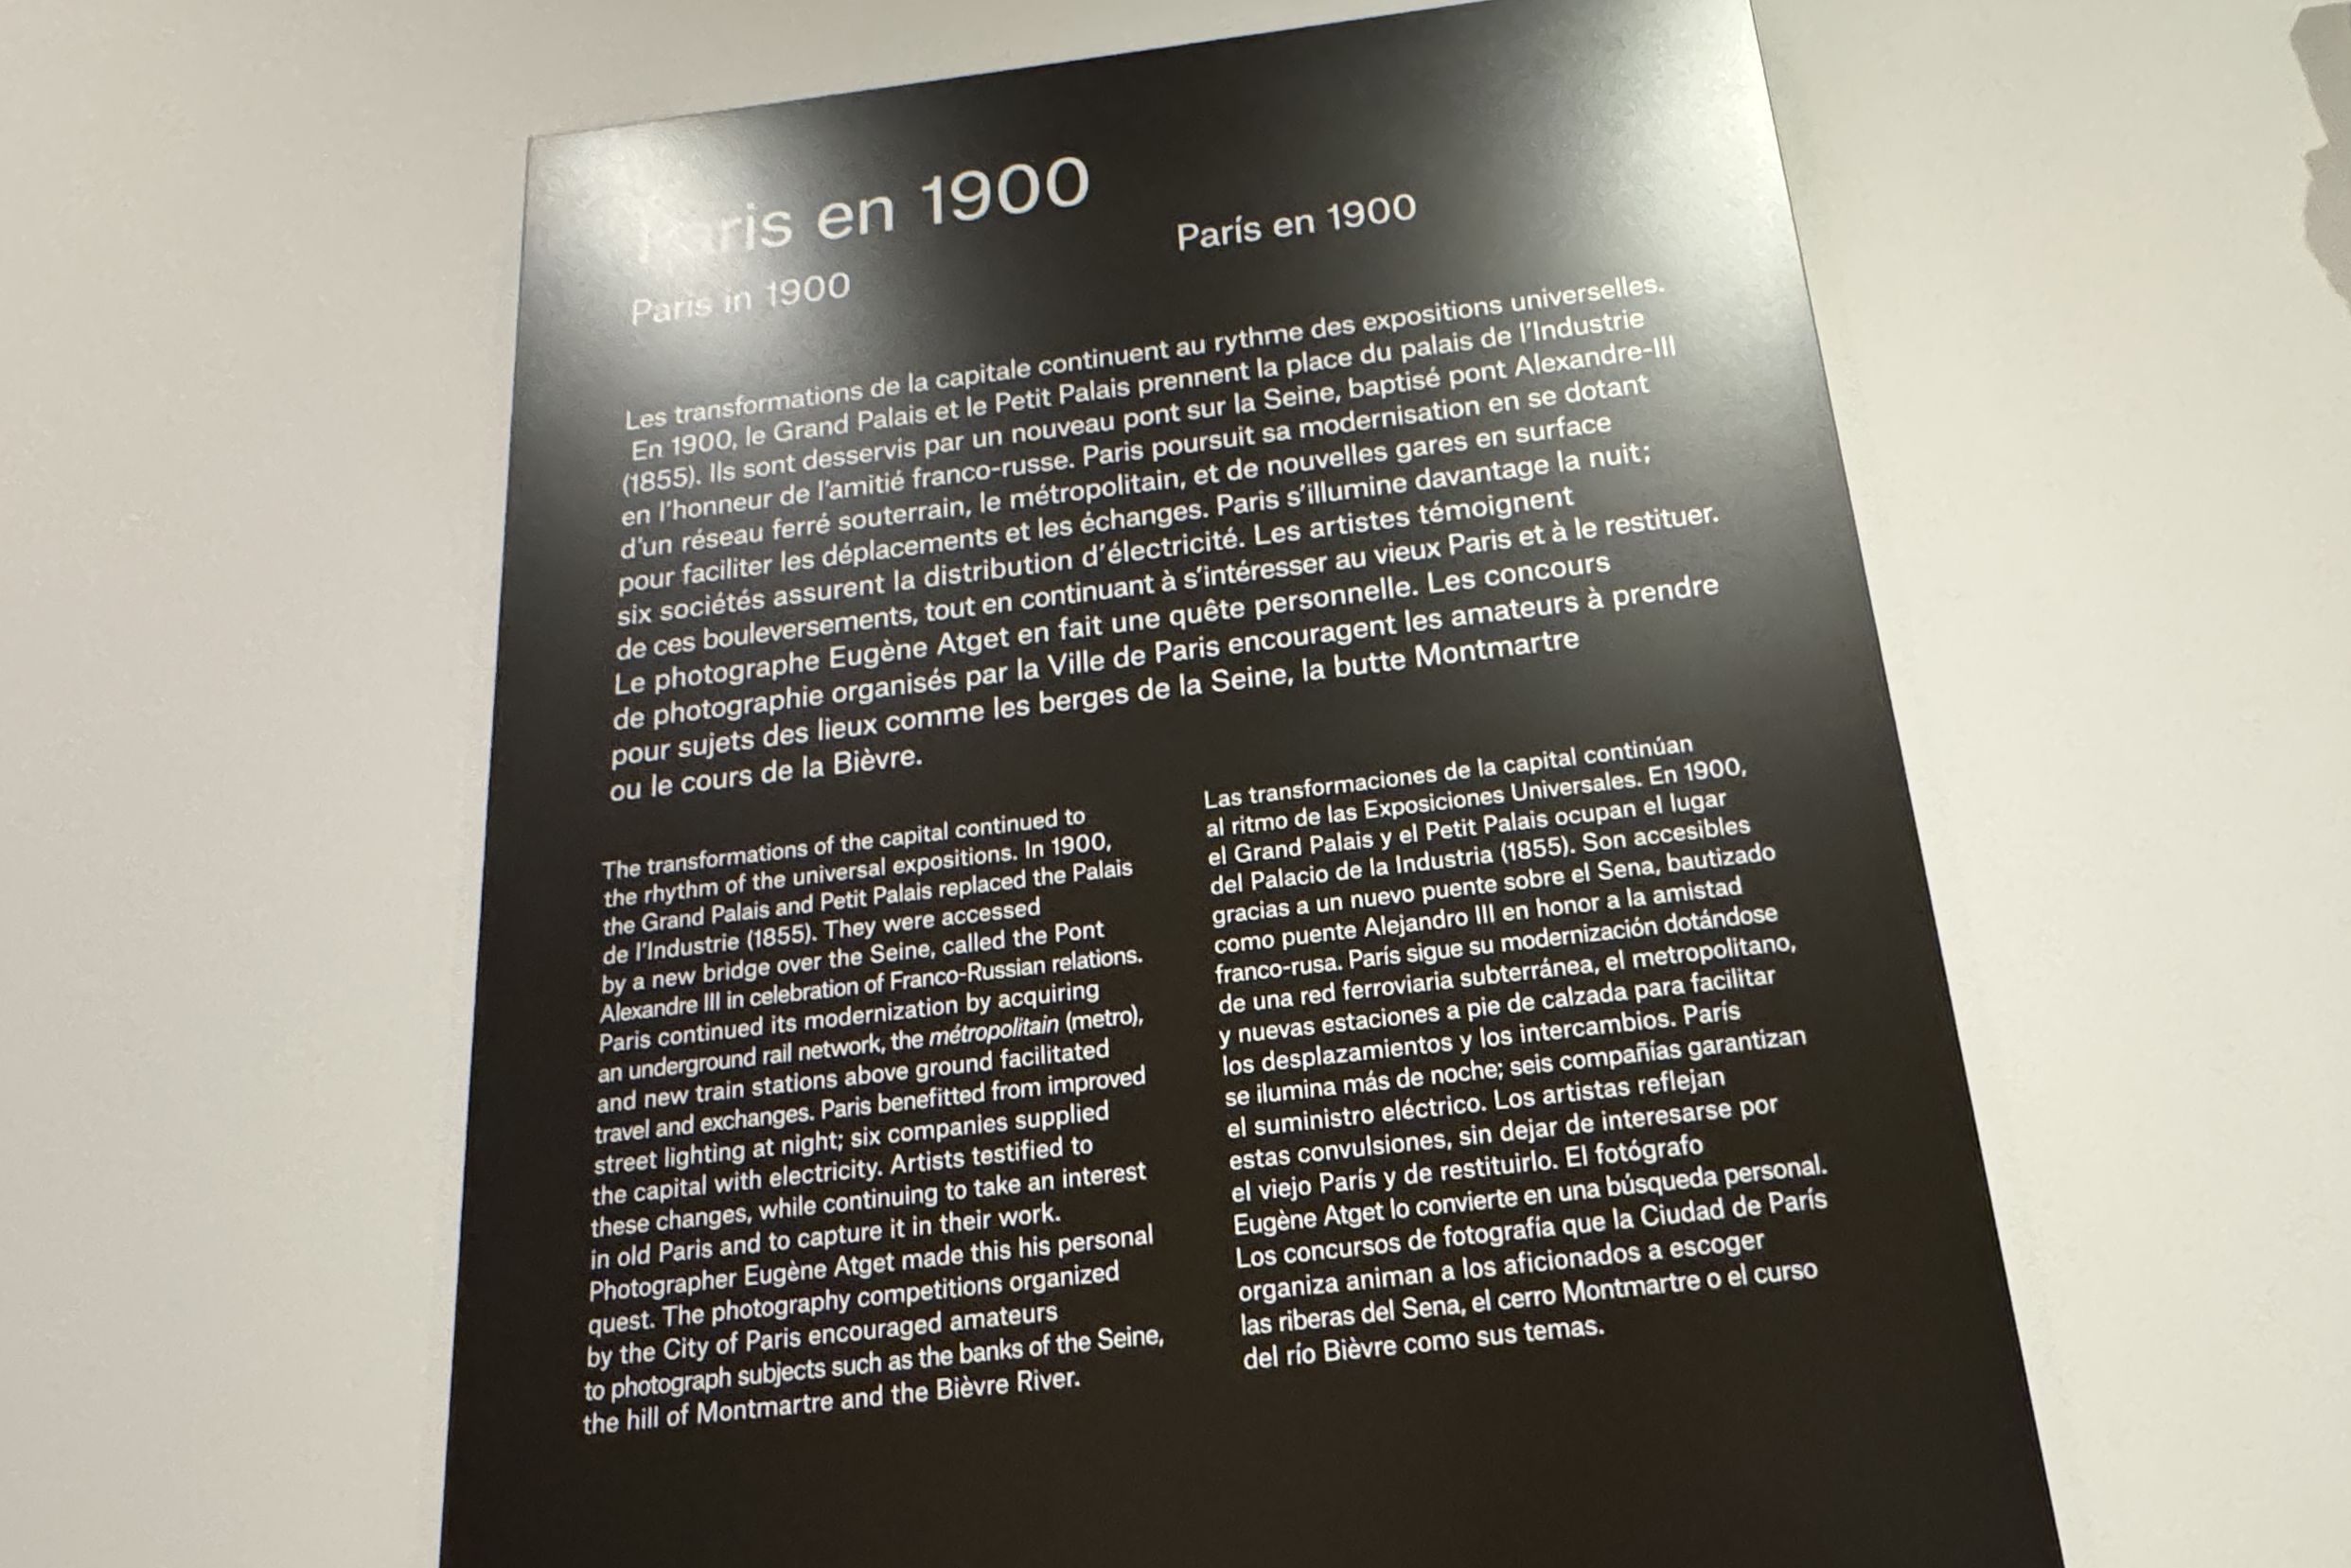 Paris en 1900
Paris in 1900
París en 1900
Les transformations de la capitale continuent au rythme des expositions universelles.
En 1900, le Grand Palais et le Petit Palais prennent la place du palais de l'Industrie
(1855). Ils sont desservis par un nouveau pont sur la Seine, baptisé pont Alexandre-III
en l'honneur de l'amitié franco-russe. Paris poursuit sa modernisation en se dotant
d'un réseau ferré souterrain, le métropolitain, et de nouvelles gares en surface
pour faciliter les déplacements et les échanges. Paris s'illumine davantage la nuit ;
six sociétés assurent la distribution d'électricité. Les artistes témoignent
de ces bouleversements, tout en continuant à s'intéresser au vieux Paris et à le restituer.
Le photographe Eugène Atget en fait une quête personnelle. Les concours
de photographie organisés par la Ville de Paris encouragent les amateurs à prendre
pour sujets des lieux comme les berges de la Seine, la butte Montmartre
ou le cours de la Bièvre.
The transformations of the capital continued to
the rhythm of the universal expositions. In 1900,
the Grand Palais and Petit Palais replaced the Palais
de l'Industrie (1855). They were accessed
by a new bridge over the Seine, called the Pont
Alexandre III in celebration of Franco-Russian relations.
Paris continued its modernization by acquiring
an underground rail network, the métropolitain (metro),
and new train stations above ground facilitated
travel and exchanges. Paris benefitted from improved
street lighting at night; six companies supplied
the capital with electricity. Artists testified to
these changes, while continuing to take an interest
in old Paris and to capture it in their work.
Photographer Eugène Atget made this his personal
quest. The photography competitions organized
by the City of Paris encouraged amateurs
to photograph subjects such as the banks of the Seine,
the hill of Montmartre and the Bièvre River.
Las transformaciones de la capital continúan
al ritmo de las Exposiciones Universales. En 1900,
el Grand Palais y el Petit Palais ocupan el lugar
del Palacio de la Industria (1855). Son accesibles
gracias a un nuevo puente sobre el Sena, bautizado
como puente Alejandro III en honor a la amistad
franco-rusa. París sigue su modernización dotándose
de una red ferroviaria subterránea, el metropolitano,
y nuevas estaciones a pie de calzada para facilitar
los desplazamientos y los intercambios. París
se ilumina más de noche; seis compañías garantizan
el suministro eléctrico. Los artistas reflejan
estas convulsiones, sin dejar de interesarse por
el viejo París y de restituirlo. El fotógrafo
Eugène Atget lo convierte en una búsqueda personal.
Los concursos de fotografía que la Ciudad de París
organiza animan a los aficionados a escoger
las riberas del Sena, el cerro Montmartre o el curso
del río Bièvre como sus temas.